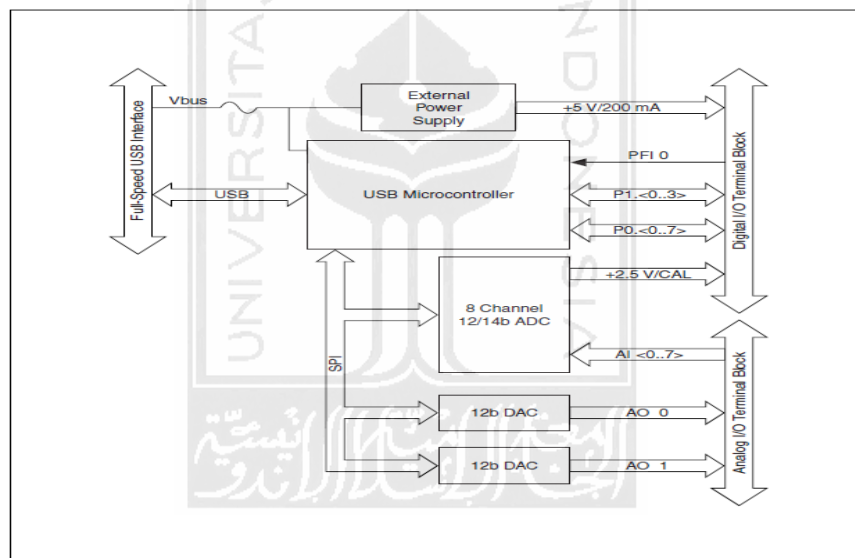 UNIVERSITAS
INDONESIA
Full-Speed USB Interface
Vbus
External
Power
Supply
+5 V/200 mA
USB
USB Microcontroller
PFI 0
P1.<0..3>
P0.<0..7>
Digital I/O Terminal Block
+2.5 V/CAL
8 Channel
12/14b ADC
AI <0..7>
SPI
12b DAC
AO 0
12b DAC
AO 1
Analog I/O Terminal Block